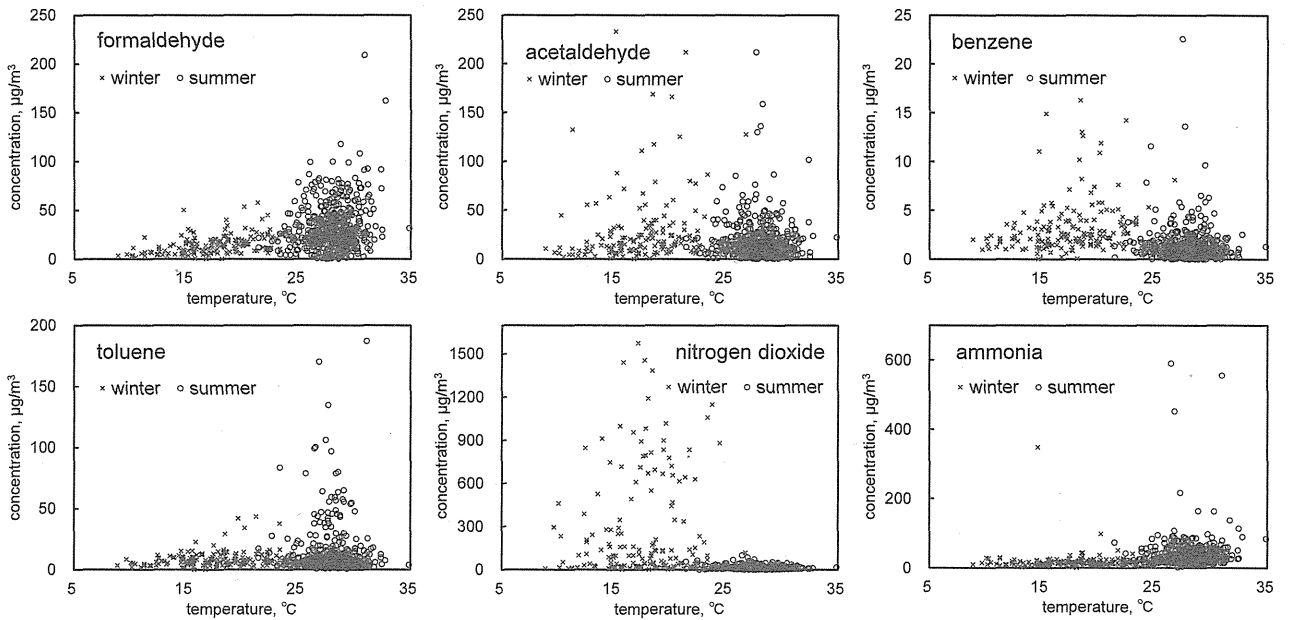 formaldehyde
× winter ○ summer
concentration, µg/m³
250
200
150
100
50
0
5 15 25 35
temperature, °C
acetaldehyde
× winter ○ summer
concentration, µg/m³
250
200
150
100
50
0
5 15 25 35
temperature, °C
benzene
× winter ○ summer
concentration, µg/m³
25
20
15
10
5
0
5 15 25 35
temperature, °C
toluene
× winter ○ summer
concentration, µg/m³
200
150
100
50
0
5 15 25 35
temperature, °C
nitrogen dioxide
× winter ○ summer
concentration, µg/m³
1500
1200
900
600
300
0
5 15 25 35
temperature, °C
ammonia
× winter ○ summer
concentration, µg/m³
600
400
200
0
5 15 25 35
temperature, °C